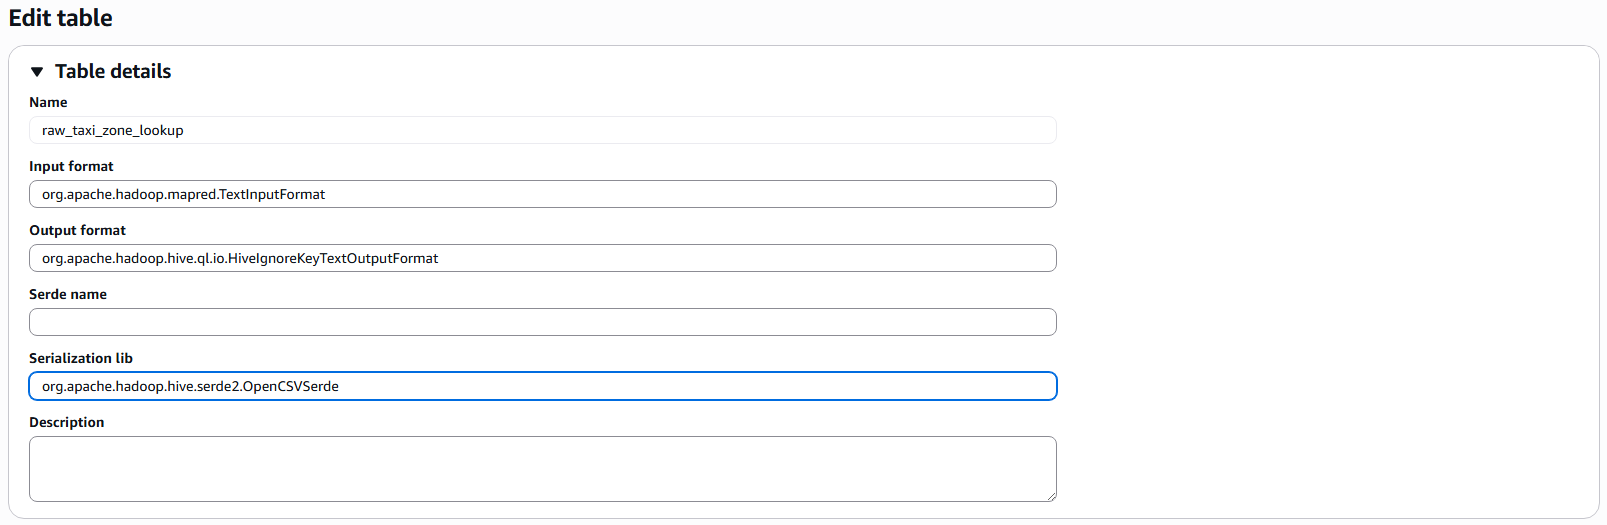 Edit table
Table details
Name
raw_taxi_zone_lookup
Input format
org.apache.hadoop.mapred.TextInputFormat
Output format
org.apache.hadoop.hive.ql.io.HiveIgnoreKeyTextOutputFormat
Serde name
Serialization lib
org.apache.hadoop.hive.serde2.OpenCSVSerde
Description